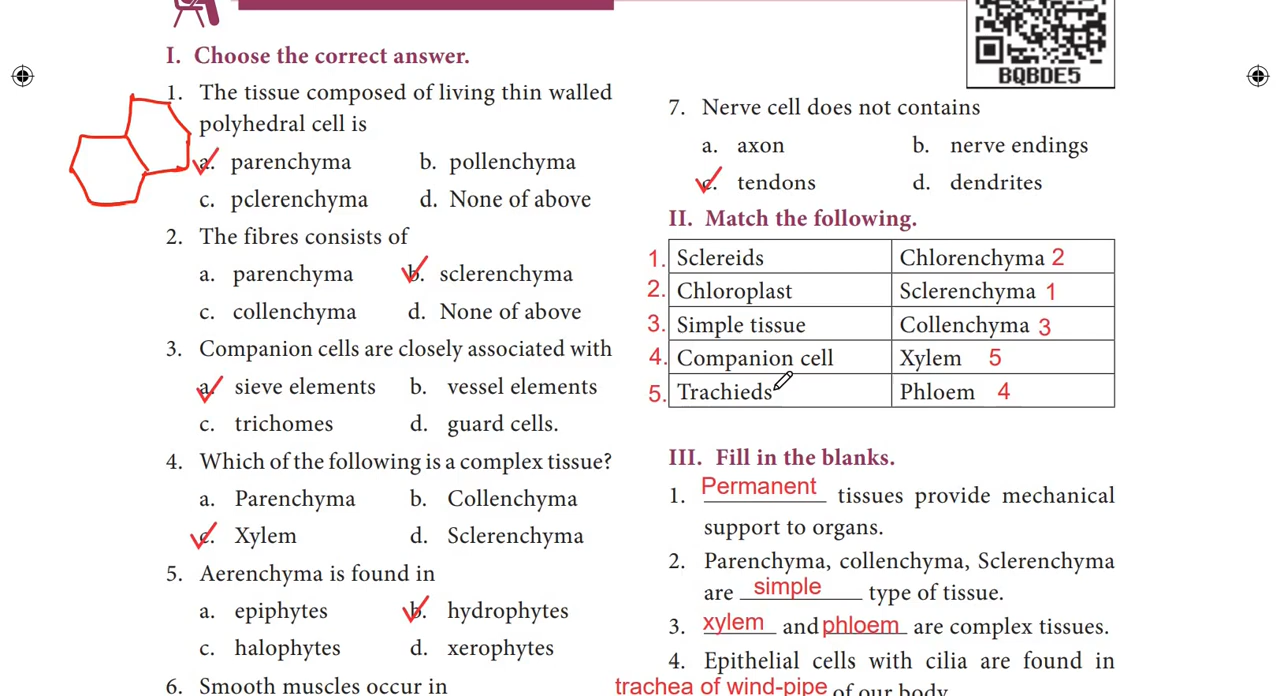 BQBDE5
I. Choose the correct answer.
1. The tissue composed of living thin walled
polyhedral cell is
a. parenchyma b. pollenchyma
c. pclerenchyma d. None of above
2. The fibres consists of
a. parenchyma b. sclerenchyma
c. collenchyma d. None of above
3. Companion cells are closely associated with
a. sieve elements b. vessel elements
c. trichomes d. guard cells.
4. Which of the following is a complex tissue?
a. Parenchyma b. Collenchyma
c. Xylem d. Sclerenchyma
5. Aerenchyma is found in
a. epiphytes b. hydrophytes
c. halophytes d. xerophytes
6. Smooth muscles occur in
7. Nerve cell does not contains
a. axon b. nerve endings
c. tendons d. dendrites
II. Match the following.
1. Sclereids Chlorenchyma 2
2. Chloroplast Sclerenchyma 1
3. Simple tissue Collenchyma 3
4. Companion cell Xylem 5
5. Trachieds Phloem 4
III. Fill in the blanks.
1. Permanent tissues provide mechanical
support to organs.
2. Parenchyma, collenchyma, Sclerenchyma
are simple type of tissue.
3. xylem and phloem are complex tissues.
4. Epithelial cells with cilia are found in
trachea of wind-pipe of our body.